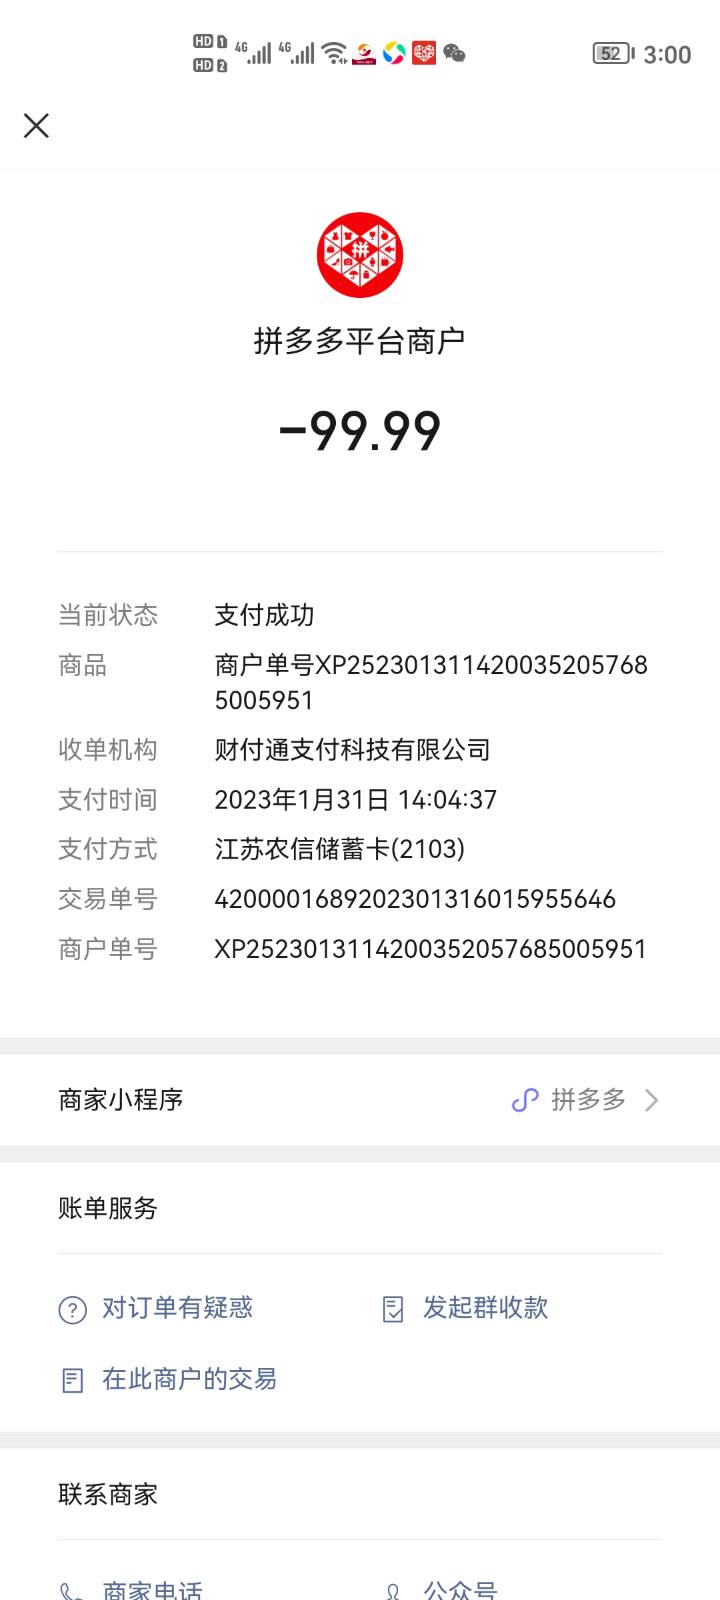 HD 1 4G 4G 52 3:00
HD 2
拼
拼多多平台商户
-99.99
当前状态 支付成功
商品 商户单号XP252301311420035205768
5005951
收单机构 财付通支付科技有限公司
支付时间 2023年1月31日 14:04:37
支付方式 江苏农信储蓄卡(2103)
交易单号 4200001689202301316015955646
商户单号 XP2523013114200352057685005951
商家小程序 拼多多
账单服务
对订单有疑惑 发起群收款
在此商户的交易
联系商家
商家电话 公众号